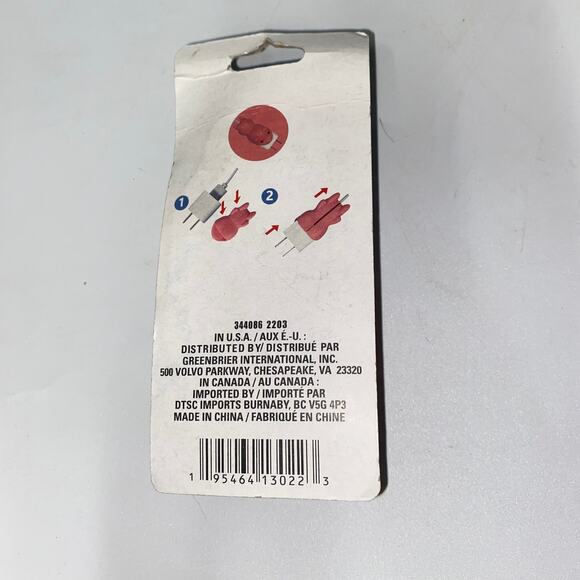 1 2
344086 2203
IN U.S.A. / AUX É.-U. :
DISTRIBUTED BY/ DISTRIBUÉ PAR
GREENBRIER INTERNATIONAL, INC.
500 VOLVO PARKWAY, CHESAPEAKE, VA 23320
IN CANADA / AU CANADA :
IMPORTED BY / IMPORTÉ PAR
DTSC IMPORTS BURNABY, BC V5G 4P3
MADE IN CHINA / FABRIQUÉ EN CHINE
1 95464 13022 3